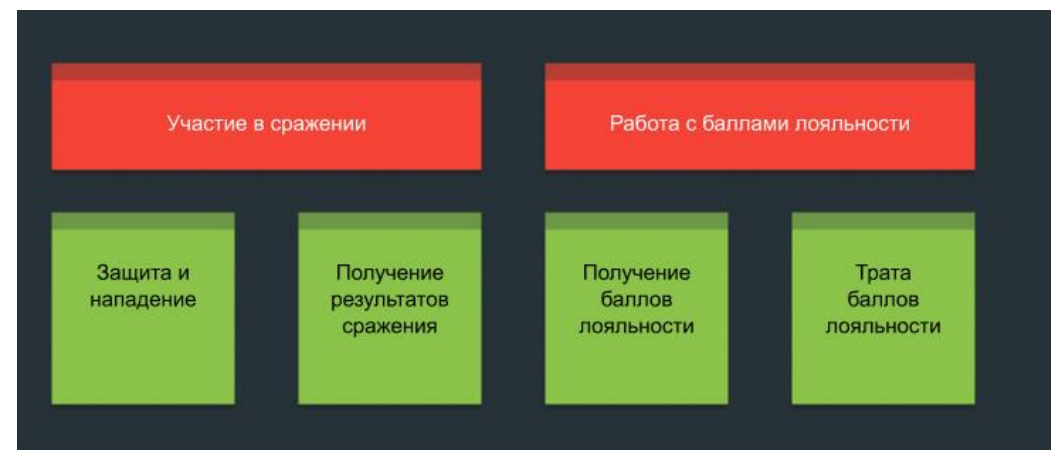 Участие в сражении
Работа с баллами лояльности
Защита и
нападение
Получение
результатов
сражения
Получение
баллов
лояльности
Трата
баллов
лояльности